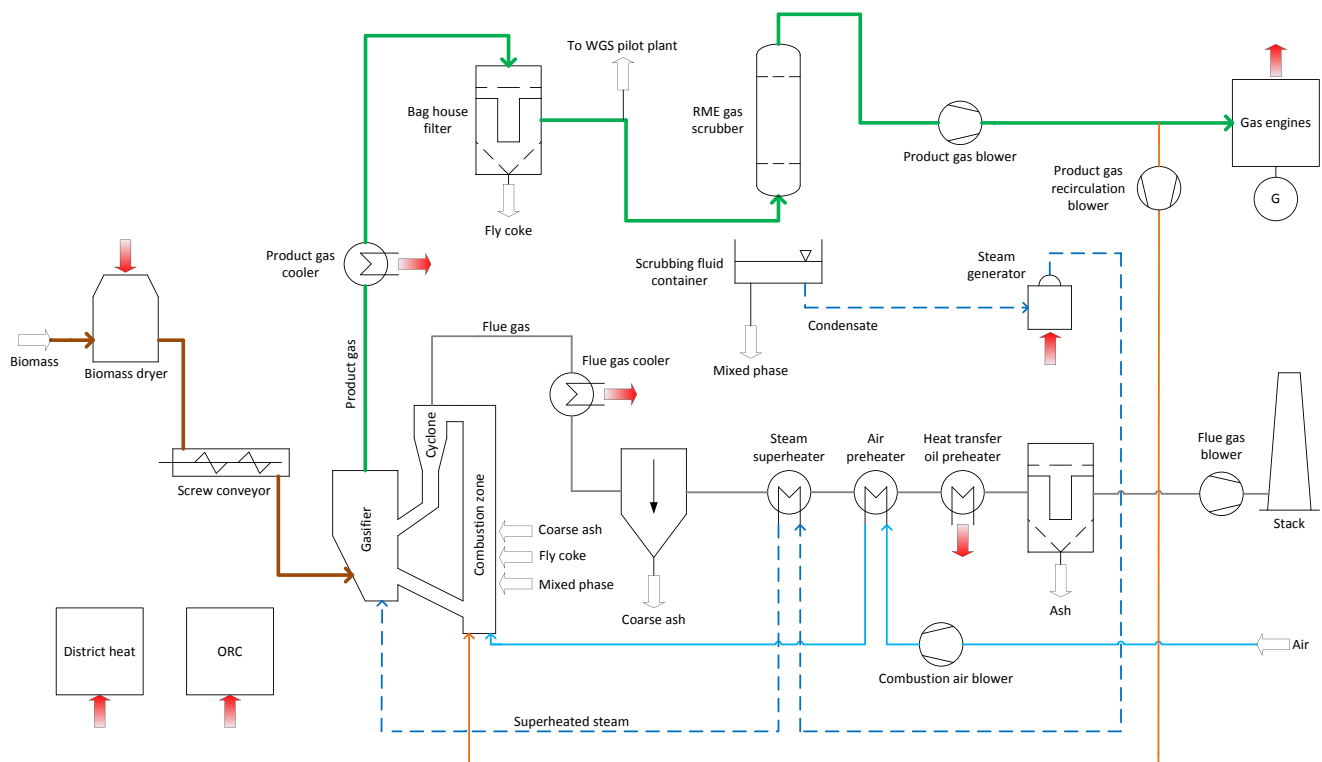 To WGS pilot plant
Bag house
filter
RME gas
scrubber
Gas engines
Product gas blower
Product gas
recirculation
blower
G
Fly coke
Product gas
cooler
Scrubbing fluid
container
Steam
generator
Condensate
Mixed phase
Biomass
Biomass dryer
Product gas
Flue gas
Flue gas cooler
Cyclone
Screw conveyor
Gasifier
Combustion zone
Coarse ash
Fly coke
Mixed phase
Coarse ash
Steam
superheater
Air
preheater
Heat transfer
oil preheater
Ash
Flue gas
blower
Stack
District heat
ORC
Air
Combustion air blower
Superheated steam